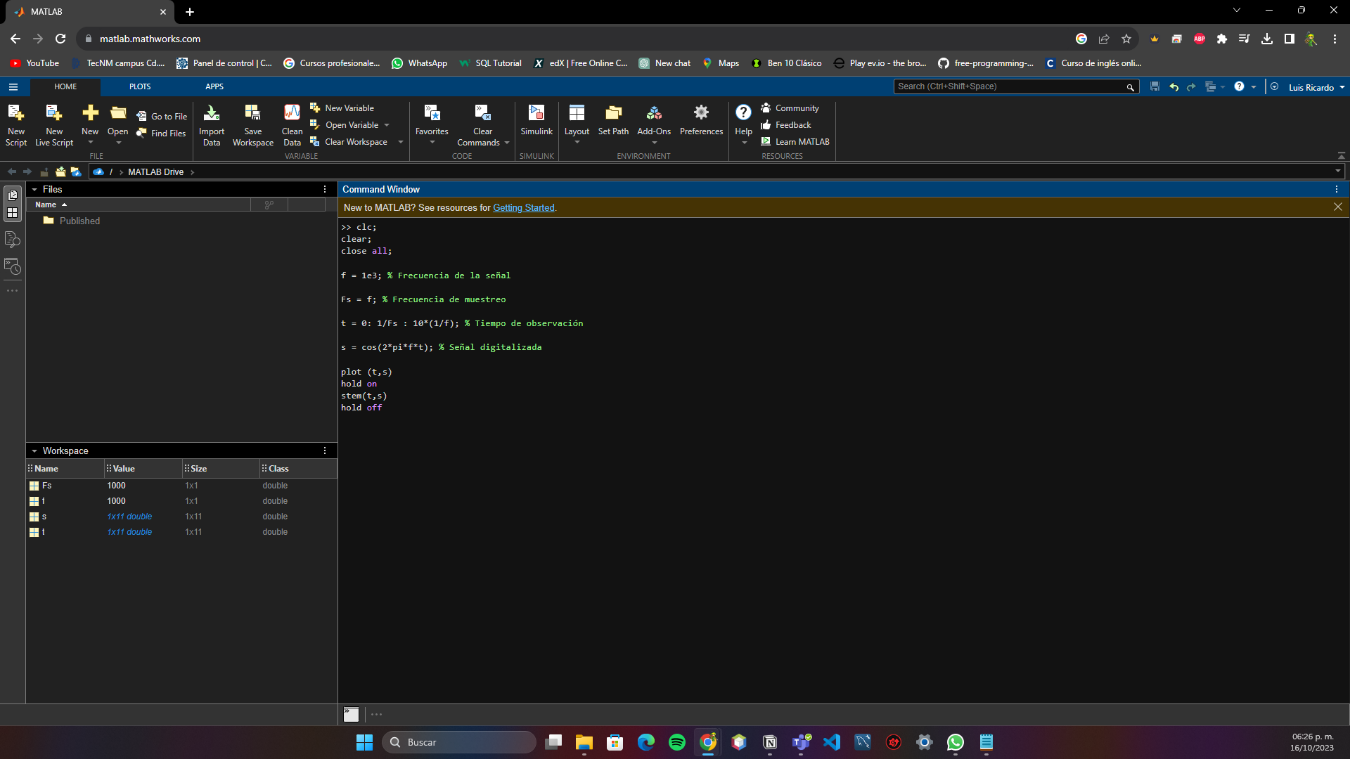 MATLAB
matlab.mathworks.com
YouTube TecNM campus Cd.... Panel de control | C... Cursos profesionale... WhatsApp SQL Tutorial edX | Free Online C... New chat Maps Ben 10 Clásico Play ev.io - the bro... free-programming-... Curso de inglés onli...
HOME PLOTS APPS Search (Ctrl+Shift+Space) Luis Ricardo
New Script New Live Script New Open Go to File Find Files Import Data Save Workspace Clean Data New Variable Open Variable Clear Workspace Favorites Clear Commands Simulink Layout Set Path Add-Ons Preferences Help Community Feedback Learn MATLAB
FILE VARIABLE CODE SIMULINK ENVIRONMENT RESOURCES
/ > MATLAB Drive >
Files
Name
Published
Command Window
New to MATLAB? See resources for Getting Started.
>> clc;
clear;
close all;
f = 1e3; % Frecuencia de la señal
Fs = f; % Frecuencia de muestreo
t = 0: 1/Fs : 10*(1/f); % Tiempo de observación
s = cos(2*pi*f*t); % Señal digitalizada
plot (t,s)
hold on
stem(t,s)
hold off
Workspace
Name Value Size Class
Fs 1000 1x1 double
f 1000 1x1 double
s 1x11 double 1x11 double
t 1x11 double 1x11 double
Buscar
06:26 p. m.
16/10/2023